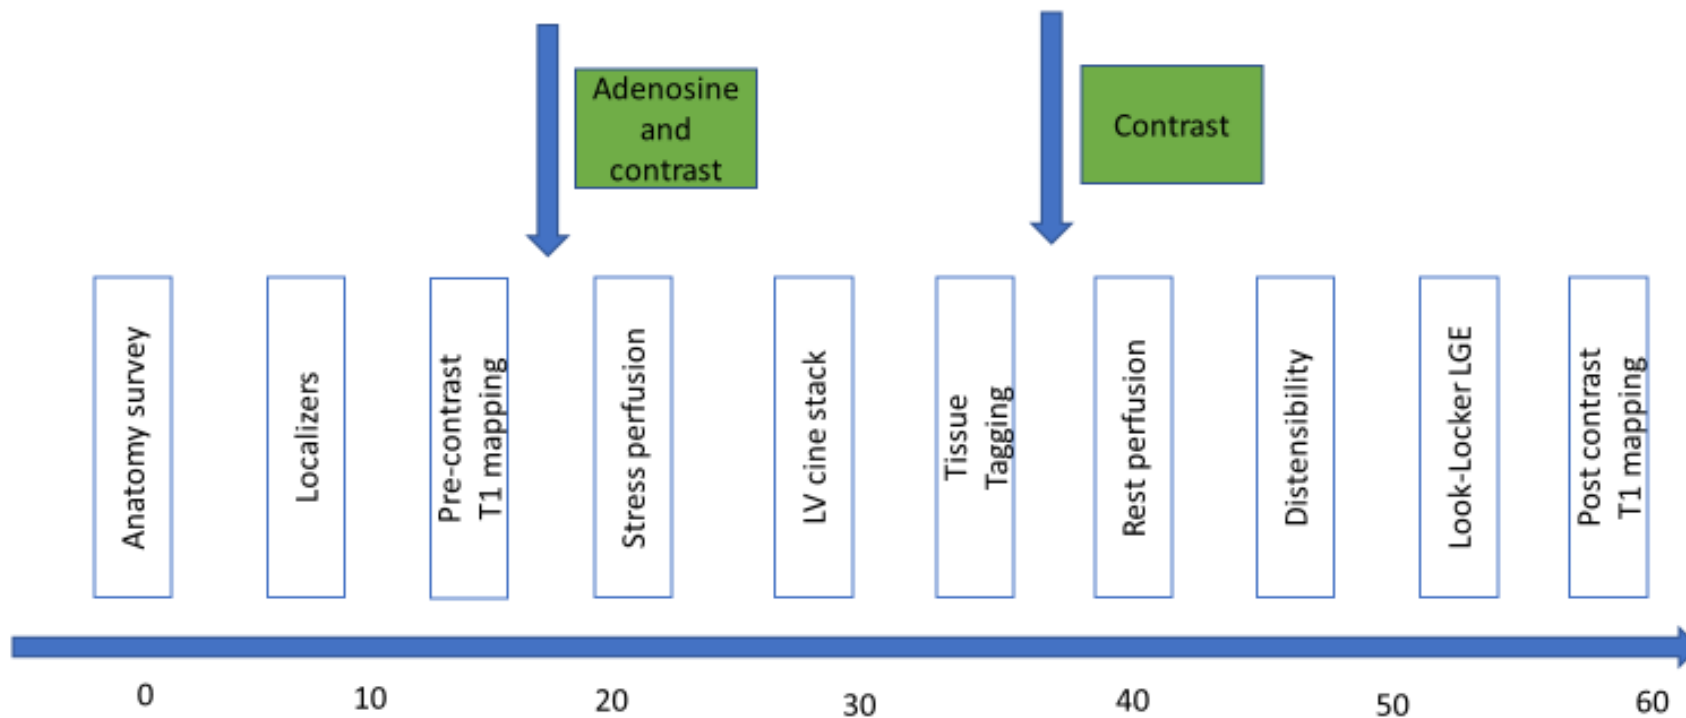 Adenosine
and
contrast
Contrast
Anatomy survey
Localizers
Pre-contrast
T1 mapping
Stress perfusion
LV cine stack
Tissue
Tagging
Rest perfusion
Distensibility
Look-Locker LGE
Post contrast
T1 mapping
0 10 20 30 40 50 60